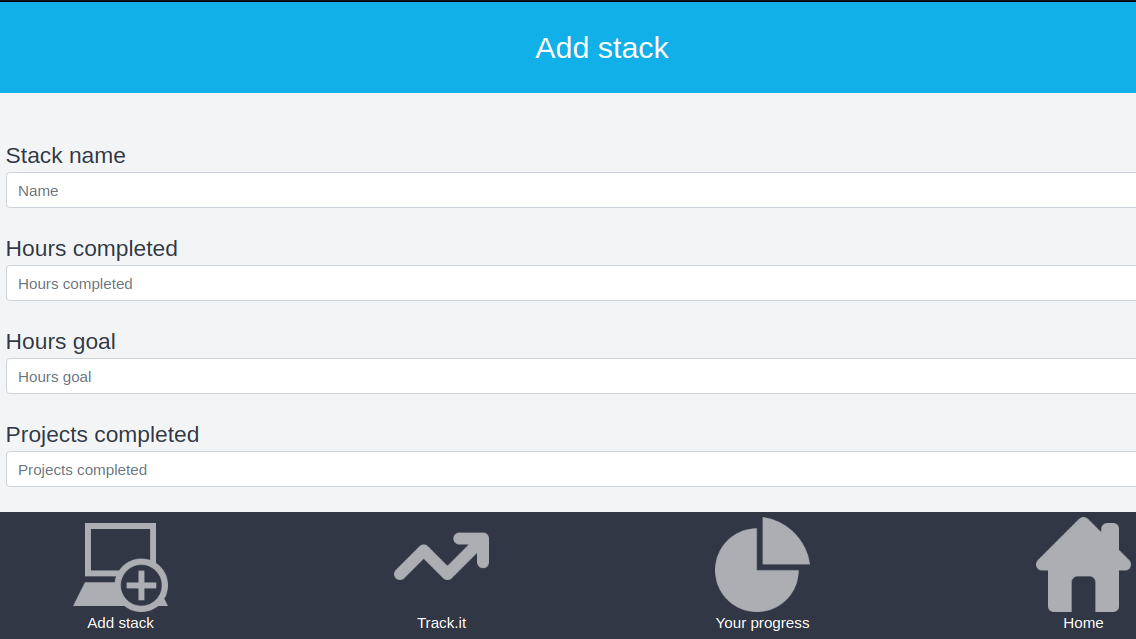 Add stack
Stack name
Name
Hours completed
Hours completed
Hours goal
Hours goal
Projects completed
Projects completed
Add stack
Track.it
Your progress
Home